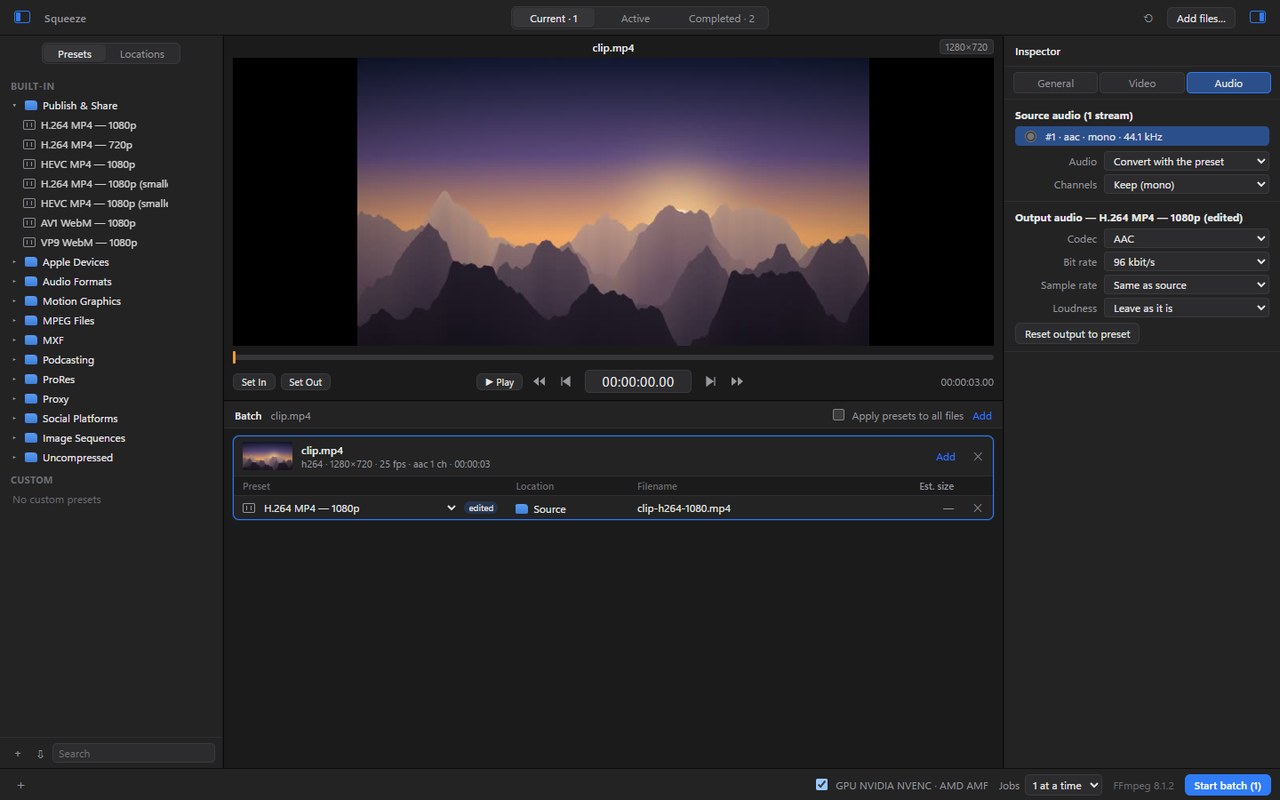 Squeeze
Current · 1 Active Completed · 2
Add files...
Presets Locations
BUILT-IN
Publish & Share
H.264 MP4 — 1080p
H.264 MP4 — 720p
HEVC MP4 — 1080p
H.264 MP4 — 1080p (small
HEVC MP4 — 1080p (small
AV1 WebM — 1080p
VP9 WebM — 1080p
Apple Devices
Audio Formats
Motion Graphics
MPEG Files
MXF
Podcasting
ProRes
Proxy
Social Platforms
Image Sequences
Uncompressed
CUSTOM
No custom presets
Search
clip.mp4
1280×720
Set In Set Out
Play
00:00:00.00
00:00:03.00
Batch clip.mp4
Apply presets to all files Add
clip.mp4
h264 · 1280×720 · 25 fps · aac 1 ch · 00:00:03
Add
Preset Location Filename Est. size
H.264 MP4 — 1080p edited Source clip-h264-1080.mp4 —
Inspector
General Video Audio
Source audio (1 stream)
#1 · aac · mono · 44.1 kHz
Audio Convert with the preset
Channels Keep (mono)
Output audio — H.264 MP4 — 1080p (edited)
Codec AAC
Bit rate 96 kbit/s
Sample rate Same as source
Loudness Leave as it is
Reset output to preset
GPU NVIDIA NVENC · AMD AMF Jobs 1 at a time FFmpeg 8.1.2 Start batch (1)